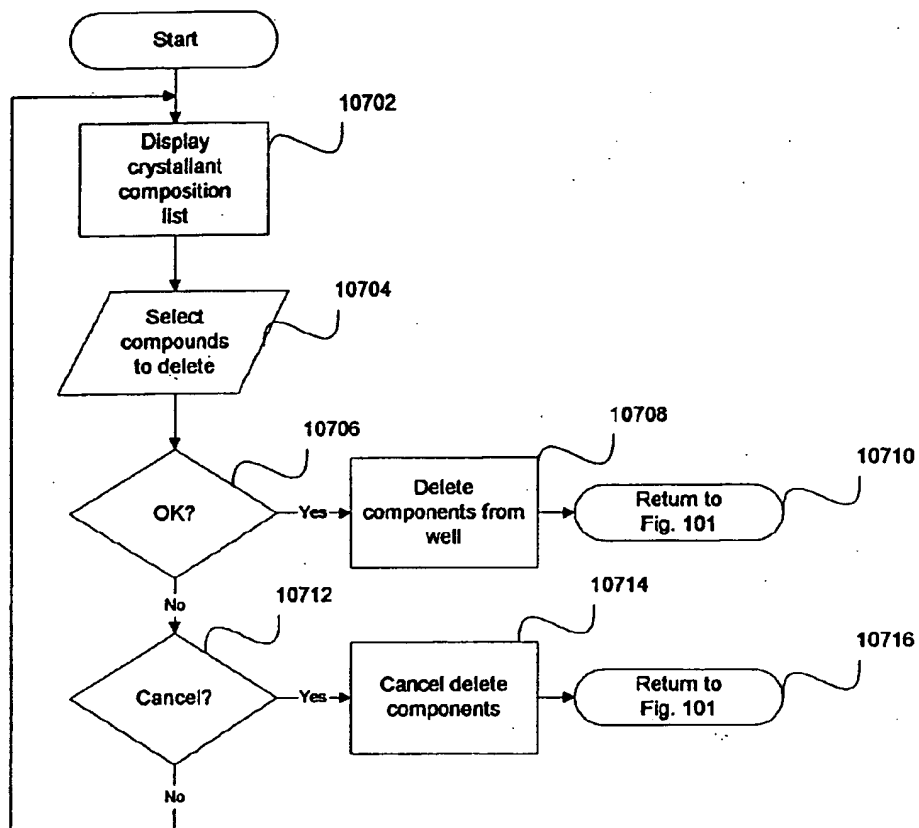 Start
10702
Display
crystallant
composition
list
10704
Select
compounds
to delete
10706
OK?
Yes
10708
Delete
components from
well
10710
Return to
Fig. 101
No
10712
Cancel?
Yes
10714
Cancel delete
components
10716
Return to
Fig. 101
No